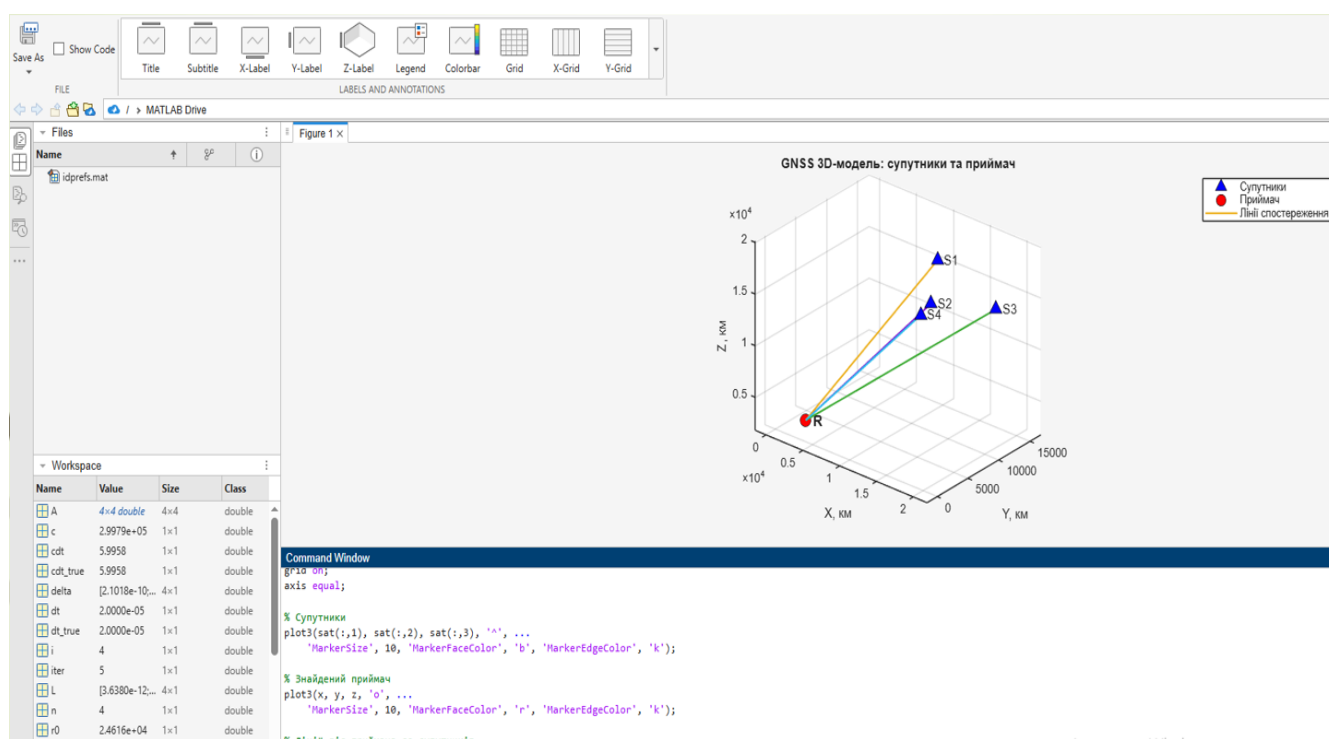 Save As
Show Code
Title Subtitle X-Label Y-Label Z-Label Legend Colorbar Grid X-Grid Y-Grid
FILE LABELS AND ANNOTATIONS
/ › MATLAB Drive
Files
Name
idprefs.mat
Figure 1 ×
GNSS 3D-модель: супутники та приймач
Супутники
Приймач
Лінії спостереження
×10⁴
2
1.5
1
0.5
Z, км
S1
S2
S4
S3
R
0
0.5
1
1.5
2
×10⁴
X, км
0
5000
10000
15000
Y, км
Workspace
Name Value Size Class
A 4×4 double 4×4 double
c 2.9979e+05 1×1 double
cdt 5.9958 1×1 double
cdt_true 5.9958 1×1 double
delta [2.1018e-10;... 4×1 double
dt 2.0000e-05 1×1 double
dt_true 2.0000e-05 1×1 double
i 4 1×1 double
iter 5 1×1 double
L [3.6380e-12;... 4×1 double
n 4 1×1 double
r0 2.4616e+04 1×1 double
Command Window
grid on;
axis equal;
% Супутники
plot3(sat(:,1), sat(:,2), sat(:,3), '^', ...
'MarkerSize', 10, 'MarkerFaceColor', 'b', 'MarkerEdgeColor', 'k');
% Знайдений приймач
plot3(x, y, z, 'o', ...
'MarkerSize', 10, 'MarkerFaceColor', 'r', 'MarkerEdgeColor', 'k');